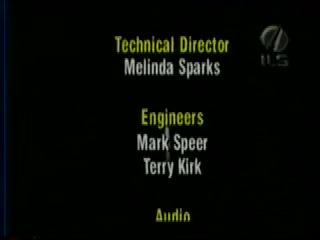 Technical Director
Melinda Sparks
ILS
Engineers
Mark Speer
Terry Kirk
Audio